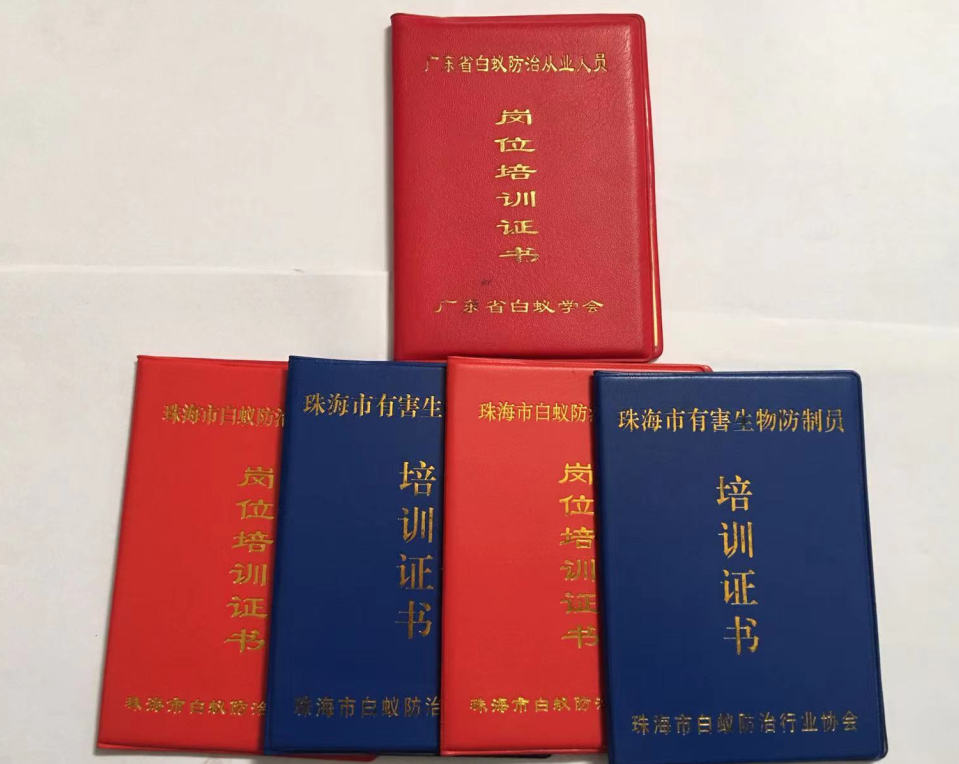 广东省白蚁防治从业人员
岗位培训证书
广东省白蚁学会
珠海市白蚁防治
岗位培训证书
珠海市白蚁防治
珠海市有害生
培训证书
珠海市白蚁防治
珠海市白蚁防治
岗位培训证书
珠海市白蚁防治
珠海市有害生物防制员
培训证书
珠海市白蚁防治行业协会